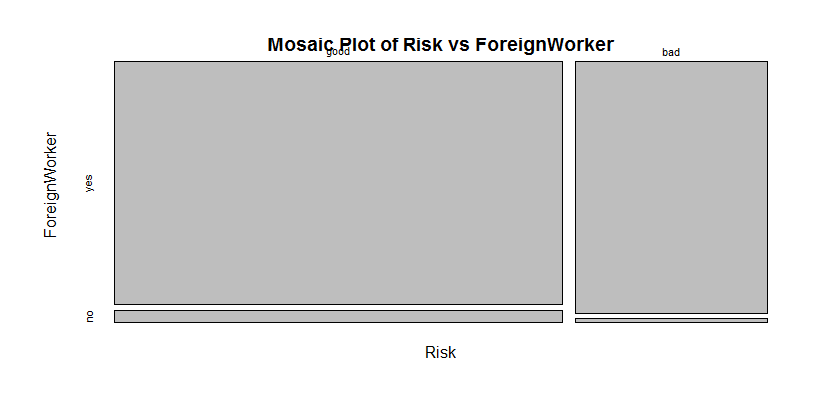 Mosaic Plot of Risk vs ForeignWorker
good
bad
ForeignWorker
yes
no
Risk